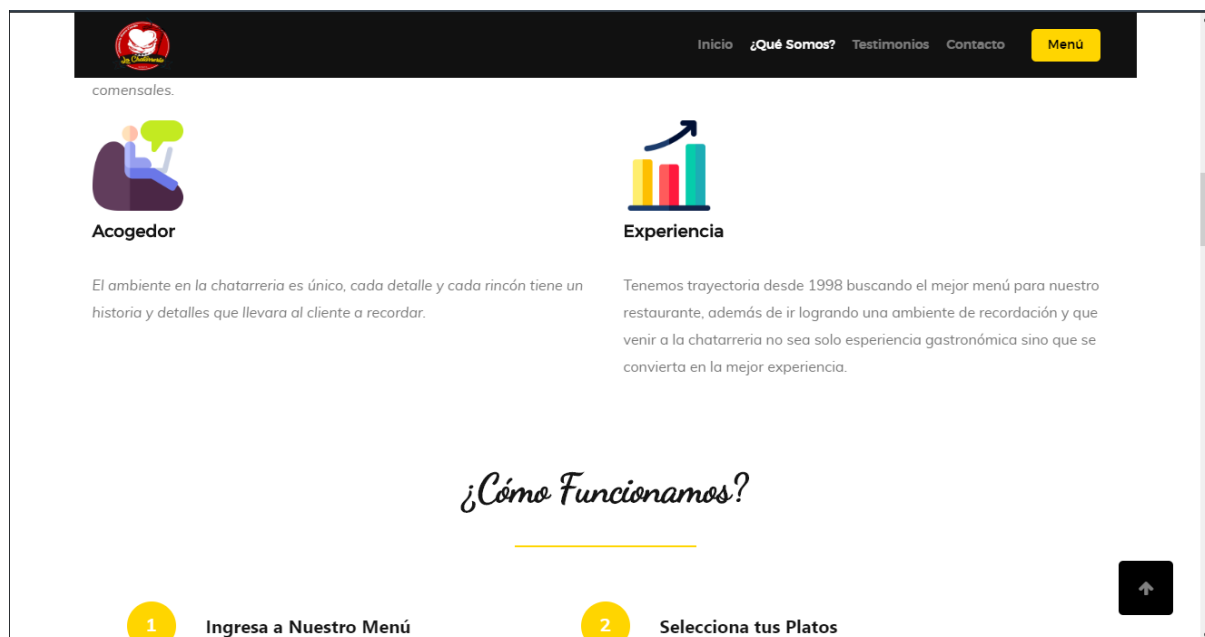 La Chatarrería
Inicio ¿Qué Somos? Testimonios Contacto Menú
comensales.
Acogedor
El ambiente en la chatarreria es único, cada detalle y cada rincón tiene un
historia y detalles que llevara al cliente a recordar.
Experiencia
Tenemos trayectoria desde 1998 buscando el mejor menú para nuestro
restaurante, además de ir logrando una ambiente de recordación y que
venir a la chatarreria no sea solo esperiencia gastronómica sino que se
convierta en la mejor experiencia.
¿Cómo Funcionamos?
1 Ingresa a Nuestro Menú
2 Selecciona tus Platos